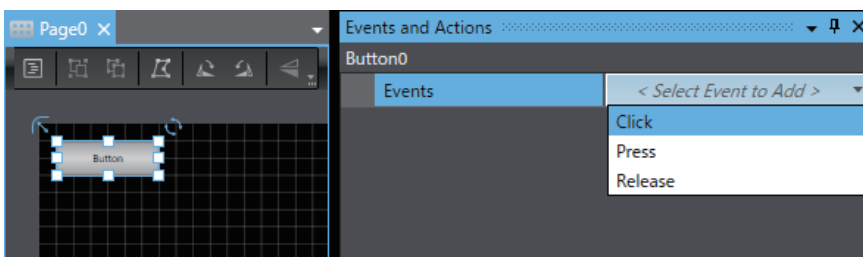 Page0
Events and Actions
Button0
Events
< Select Event to Add >
Click
Press
Release
Button